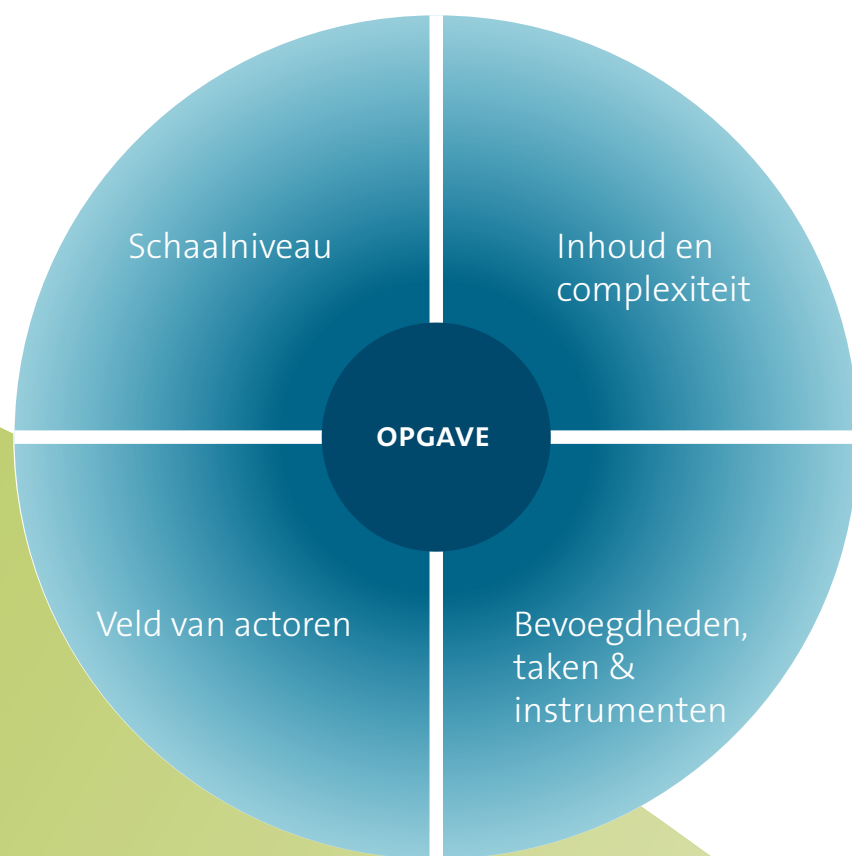 Schaalniveau
Inhoud en
complexiteit
OPGAVE
Veld van actoren
Bevoegdheden,
taken &
instrumenten